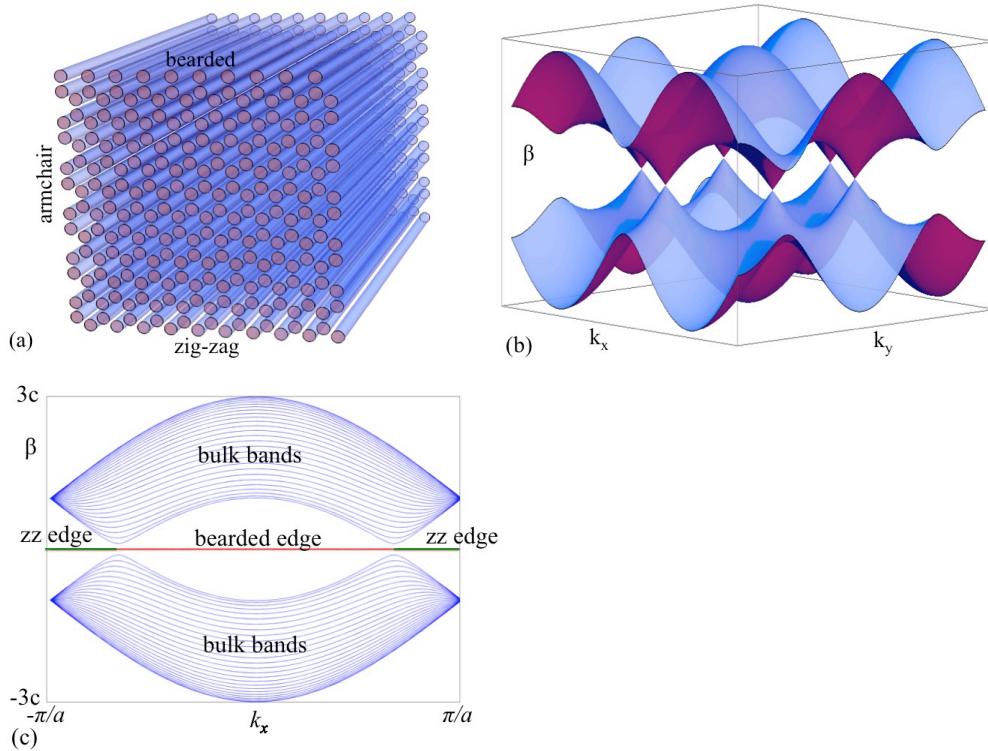 bearded
armchair
zig-zag
(a)
β
k_x
k_y
(b)
3c
β
bulk bands
zz edge
bearded edge
zz edge
bulk bands
-3c
-π/a
k_x
π/a
(c)